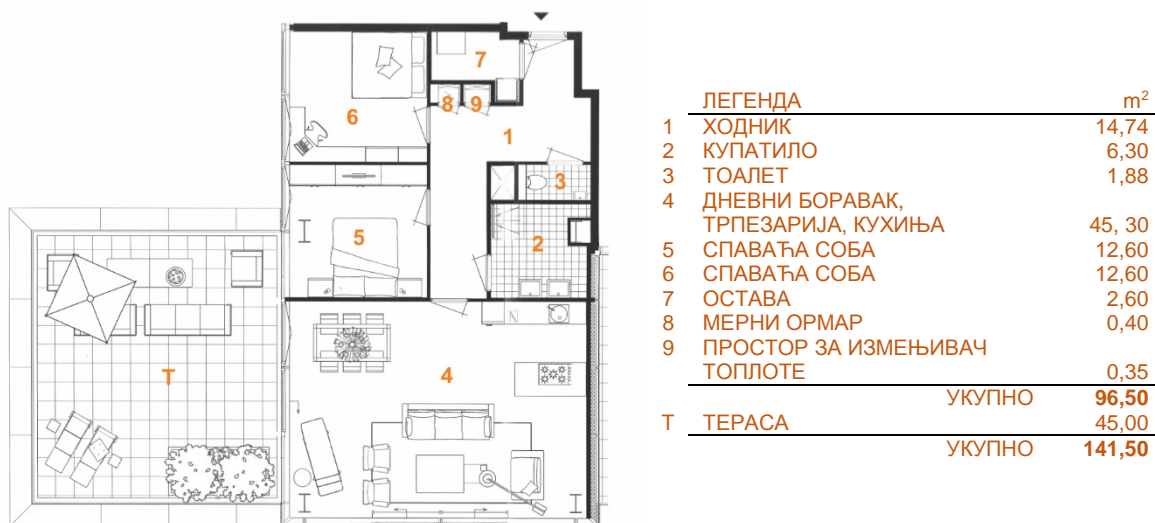 7
8
9
6
1
3
5
2
4
T
ЛЕГЕНДА m²
1 ХОДНИК 14,74
2 КУПАТИЛО 6,30
3 ТОАЛЕТ 1,88
4 ДНЕВНИ БОРАВАК,
ТРПЕЗАРИЈА, КУХИЊА 45, 30
5 СПАВАЋА СОБА 12,60
6 СПАВАЋА СОБА 12,60
7 ОСТАВА 2,60
8 МЕРНИ ОРМАР 0,40
9 ПРОСТОР ЗА ИЗМЕЊИВАЧ
ТОПЛОТЕ 0,35
УКУПНО 96,50
Т ТЕРАСА 45,00
УКУПНО 141,50